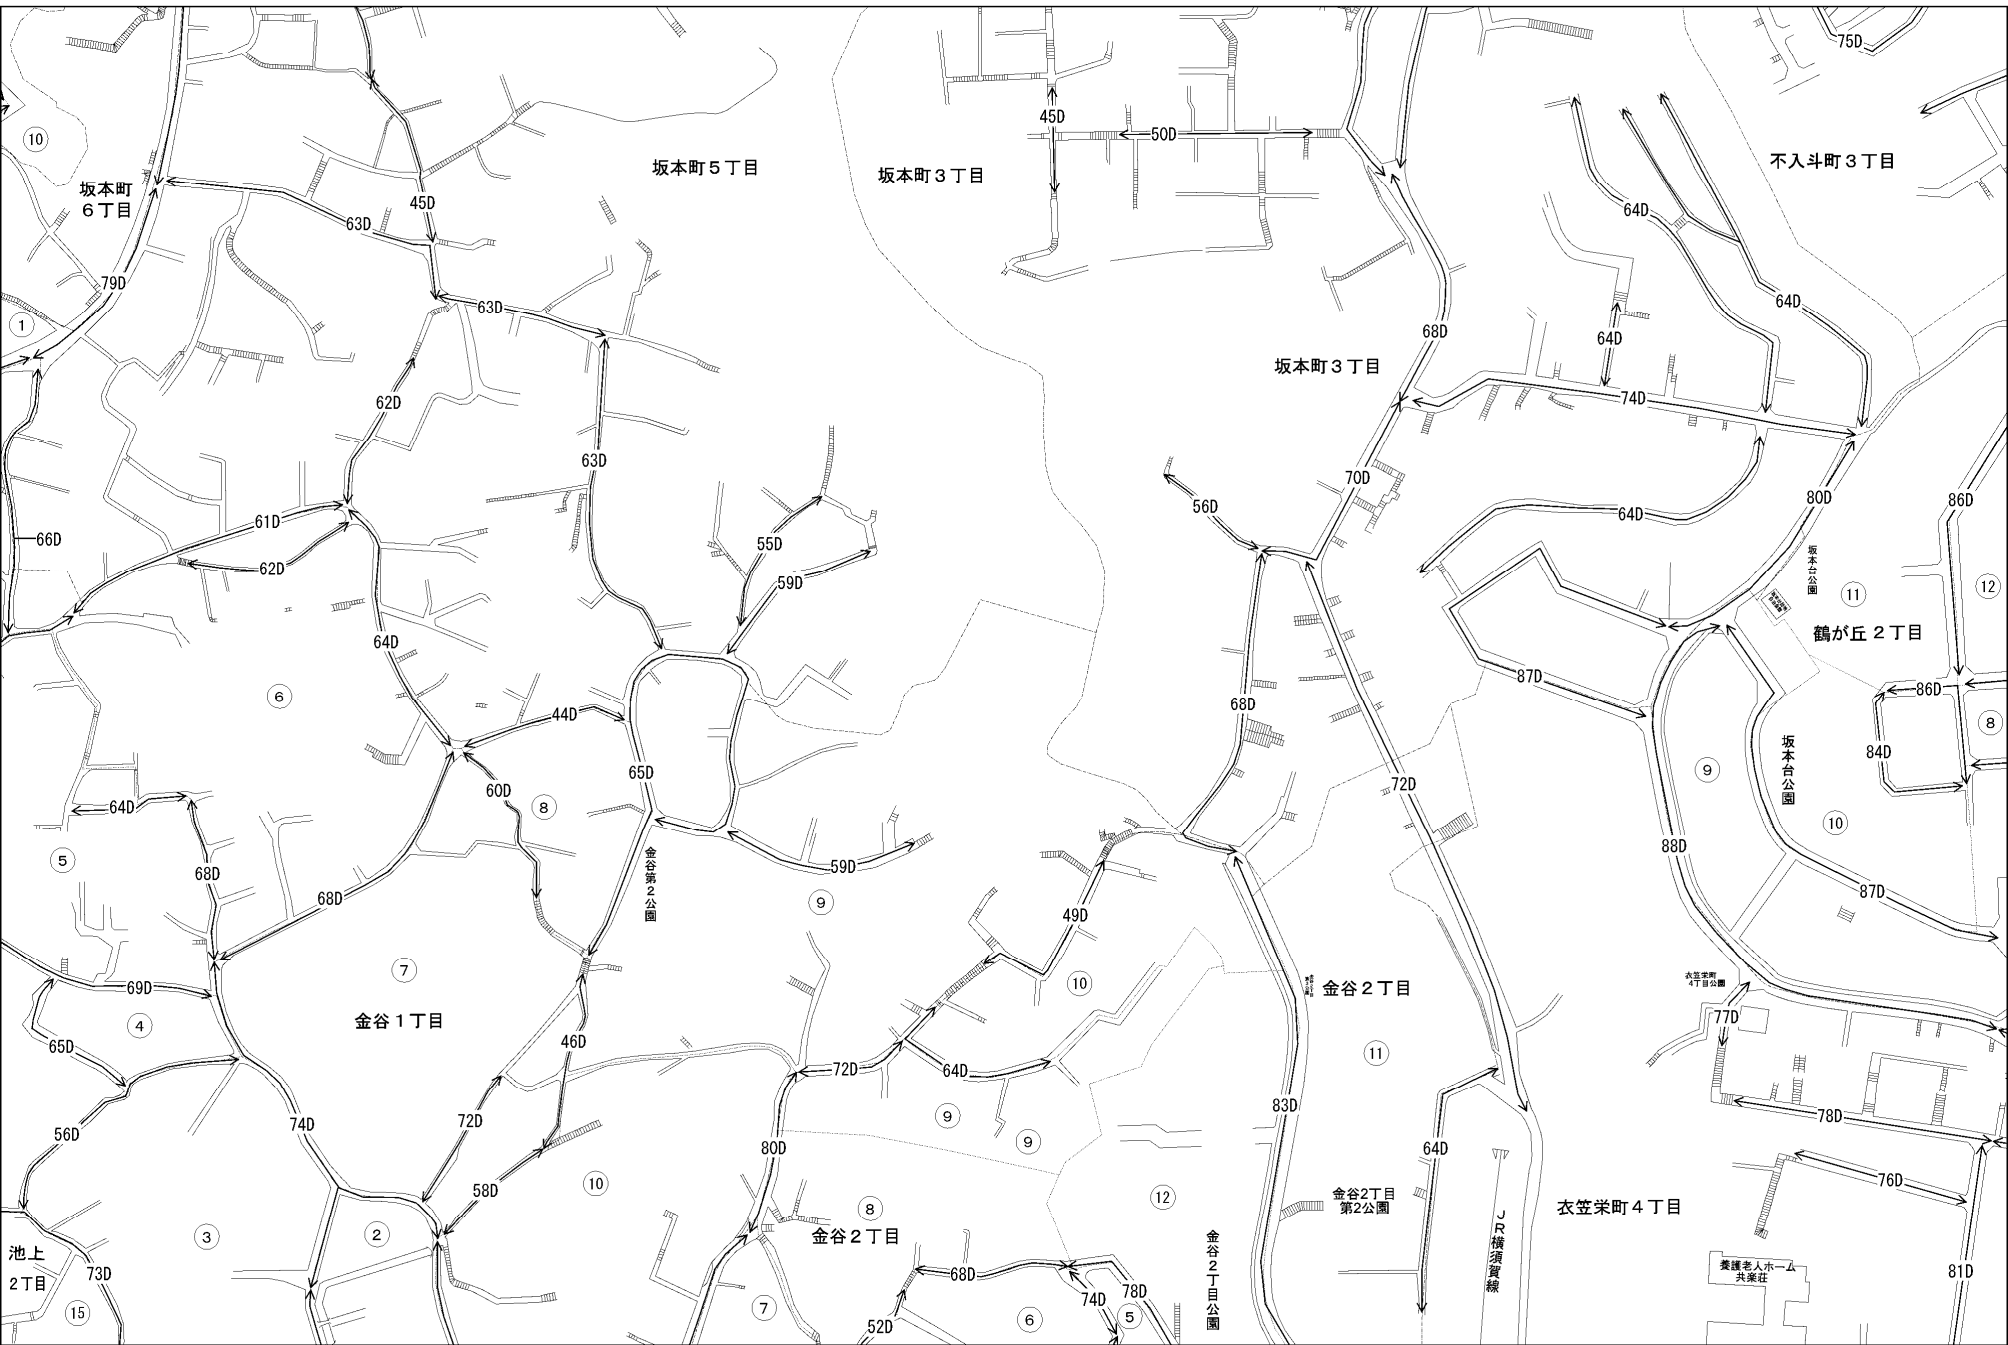 75D
⑩
45D
50D
坂本町５丁目
坂本町３丁目
不入斗町３丁目
坂本町
６丁目
45D
63D
64D
79D
63D
64D
①
68D
64D
坂本町３丁目
62D
74D
63D
70D
80D
86D
56D
64D
61D
66D
55D
62D
59D
坂本台公園
⑫
⑪
鶴が丘２丁目
64D
⑥
87D
86D
44D
68D
⑧
84D
65D
坂本台公園
⑨
60D
72D
64D
⑧
⑩
88D
⑤
68D
59D
金谷第２公園
87D
68D
⑨
49D
⑦
69D
⑩
金谷２丁目
衣笠栄町
4丁目公園
金谷１丁目
④
77D
65D
46D
⑪
72D
64D
83D
⑨
78D
74D
72D
56D
⑨
80D
64D
76D
58D
⑩
⑫
金谷2丁目
第2公園
衣笠栄町４丁目
⑧
③
②
金谷２丁目
金谷２丁目公園
ＪＲ横須賀線
池上
2丁目
73D
68D
78D
養護老人ホーム
共楽荘
81D
74D
⑮
⑦
⑥
⑤
52D